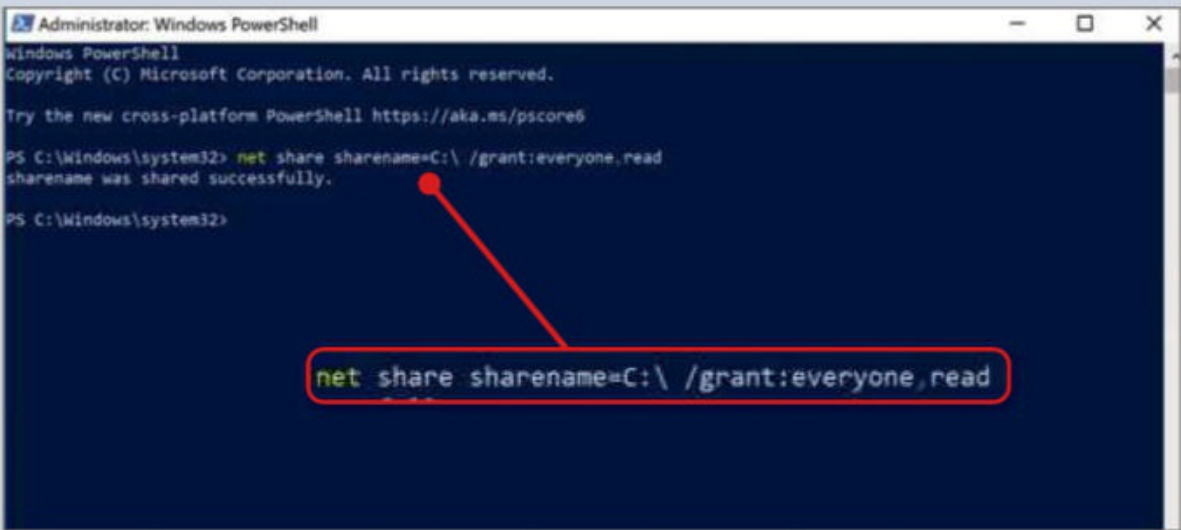 Administrator: Windows PowerShell
Windows PowerShell
Copyright (C) Microsoft Corporation. All rights reserved.
Try the new cross-platform PowerShell https://aka.ms/pscore6
PS C:\Windows\system32> net share sharename=C:\ /grant:everyone,read
sharename was shared successfully.
PS C:\Windows\system32>
net share sharename=C:\ /grant:everyone,read